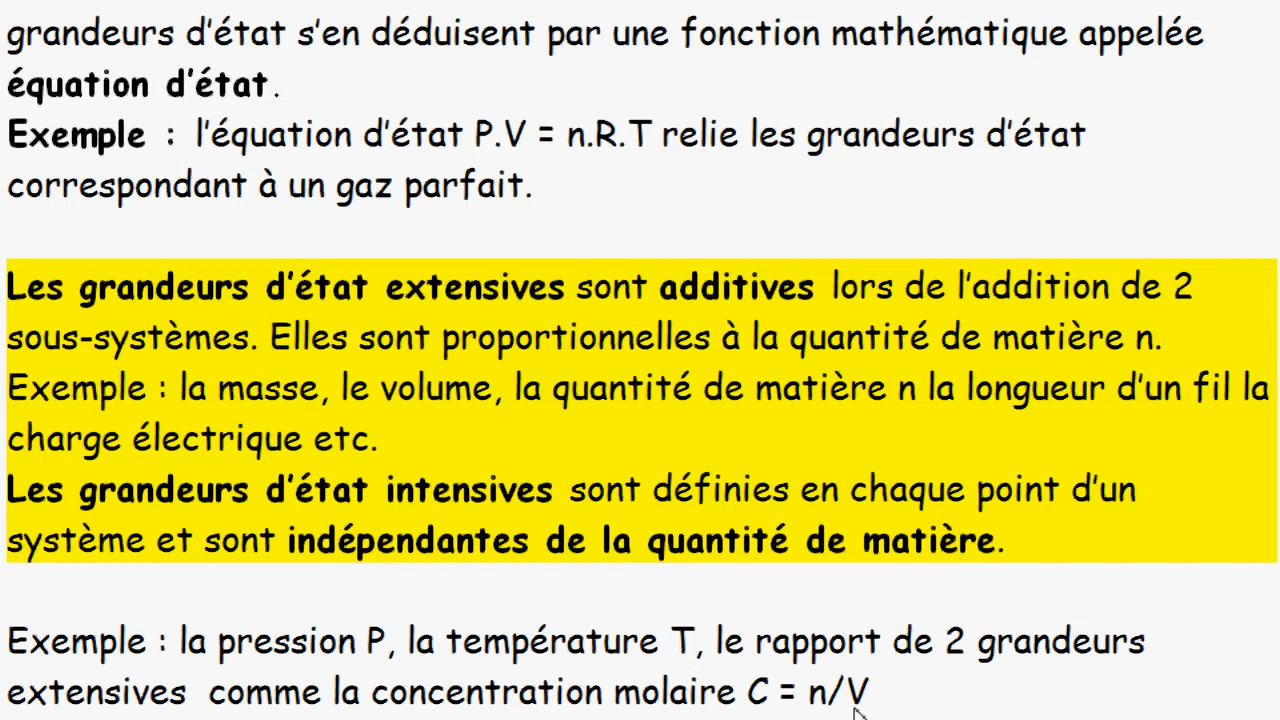 grandeurs d'état s'en déduisent par une fonction mathématique appelée
équation d'état.
Exemple : l'équation d'état P.V = n.R.T relie les grandeurs d'état
correspondant à un gaz parfait.
Les grandeurs d'état extensives sont additives lors de l'addition de 2
sous-systèmes. Elles sont proportionnelles à la quantité de matière n.
Exemple : la masse, le volume, la quantité de matière n la longueur d'un fil la
charge électrique etc.
Les grandeurs d'état intensives sont définies en chaque point d'un
système et sont indépendantes de la quantité de matière.
Exemple : la pression P, la température T, le rapport de 2 grandeurs
extensives comme la concentration molaire C = n/V